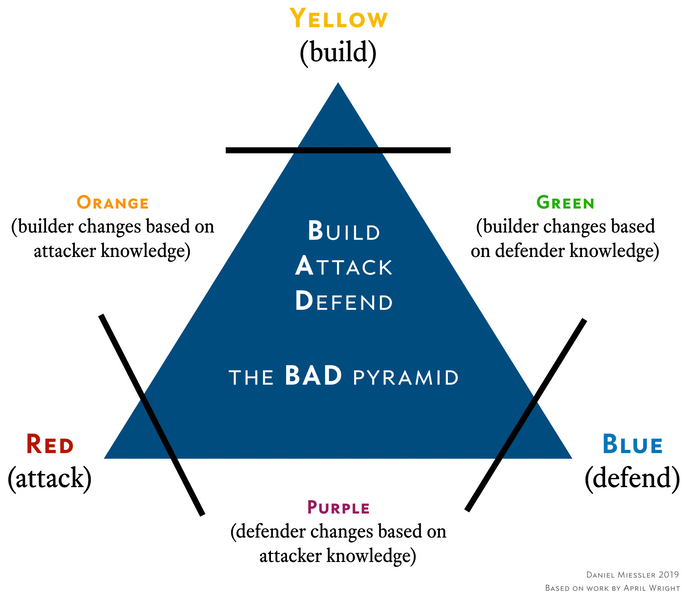 YELLOW
(build)
ORANGE
(builder changes based on
attacker knowledge)
GREEN
(builder changes based
on defender knowledge)
BUILD
ATTACK
DEFEND
THE BAD PYRAMID
RED
(attack)
BLUE
(defend)
PURPLE
(defender changes based on
attacker knowledge)
DANIEL MIESSLER 2019
BASED ON WORK BY APRIL WRIGHT